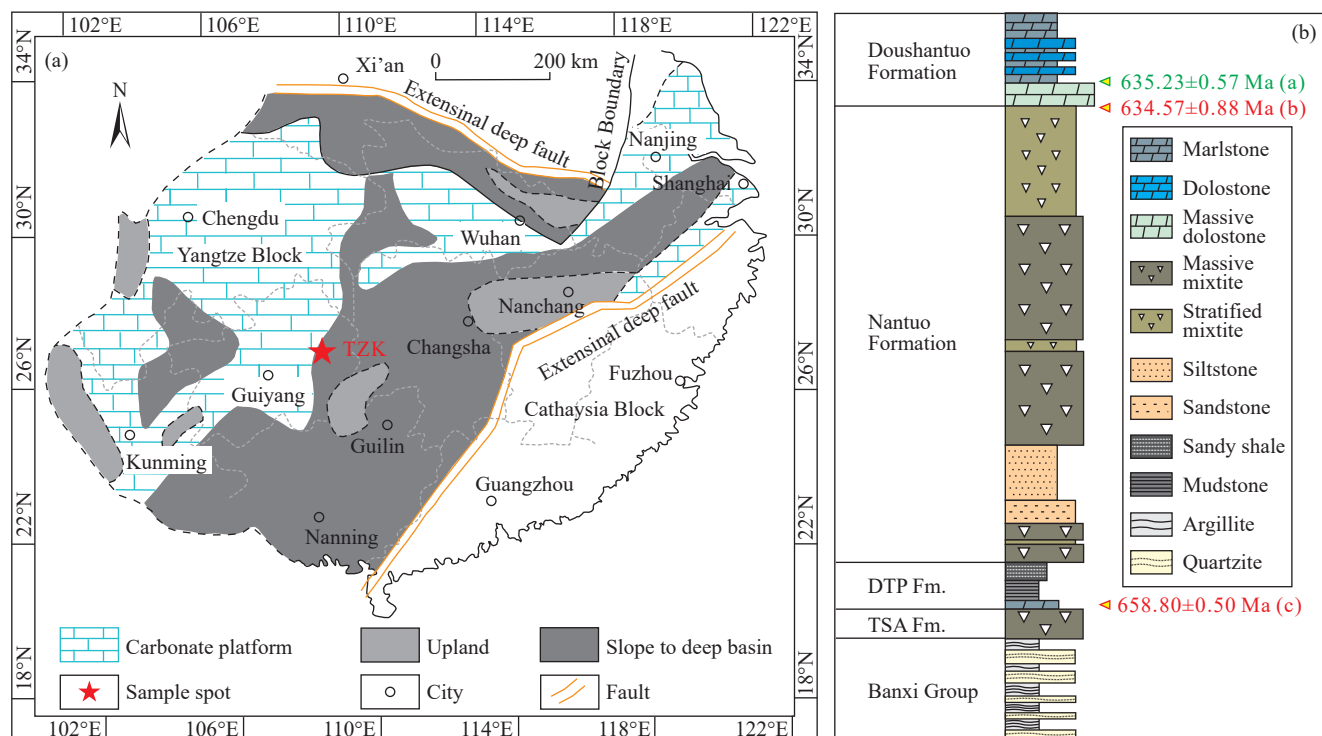 102°E
106°E
110°E
114°E
118°E
122°E
34°N
30°N
26°N
22°N
18°N
34°N
30°N
26°N
22°N
18°N
102°E
106°E
110°E
114°E
118°E
122°E
(a)
N
Xi'an
0
200 km
Extensinal deep fault
Block Boundary
Nanjing
Shanghai
Chengdu
Wuhan
Yangtze Block
Nanchang
Changsha
Extensinal deep fault
TZK
Fuzhou
Guiyang
Cathaysia Block
Guilin
Kunming
Guangzhou
Nanning
Carbonate platform
Upland
Slope to deep basin
Sample spot
City
Fault
(b)
Doushantuo
Formation
635.23±0.57 Ma (a)
634.57±0.88 Ma (b)
Nantuo
Formation
DTP Fm.
658.80±0.50 Ma (c)
TSA Fm.
Banxi Group
Marlstone
Dolostone
Massive
dolostone
Massive
mixtite
Stratified
mixtite
Siltstone
Sandstone
Sandy shale
Mudstone
Argillite
Quartzite